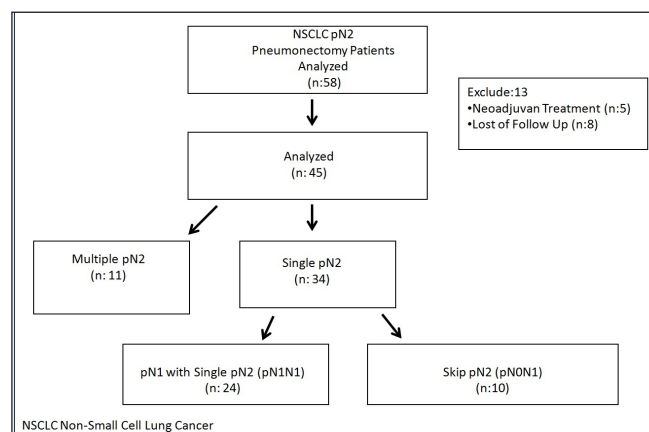 NSCLC pN2
Pneumonectomy Patients
Analyzed
(n:58)
Exclude:13
•Neoadjuvan Treatment (n:5)
•Lost of Follow Up (n:8)
Analyzed
(n: 45)
Multiple pN2
(n: 11)
Single pN2
(n: 34)
pN1 with Single pN2 (pN1N1)
(n: 24)
Skip pN2 (pN0N1)
(n:10)
NSCLC Non-Small Cell Lung Cancer